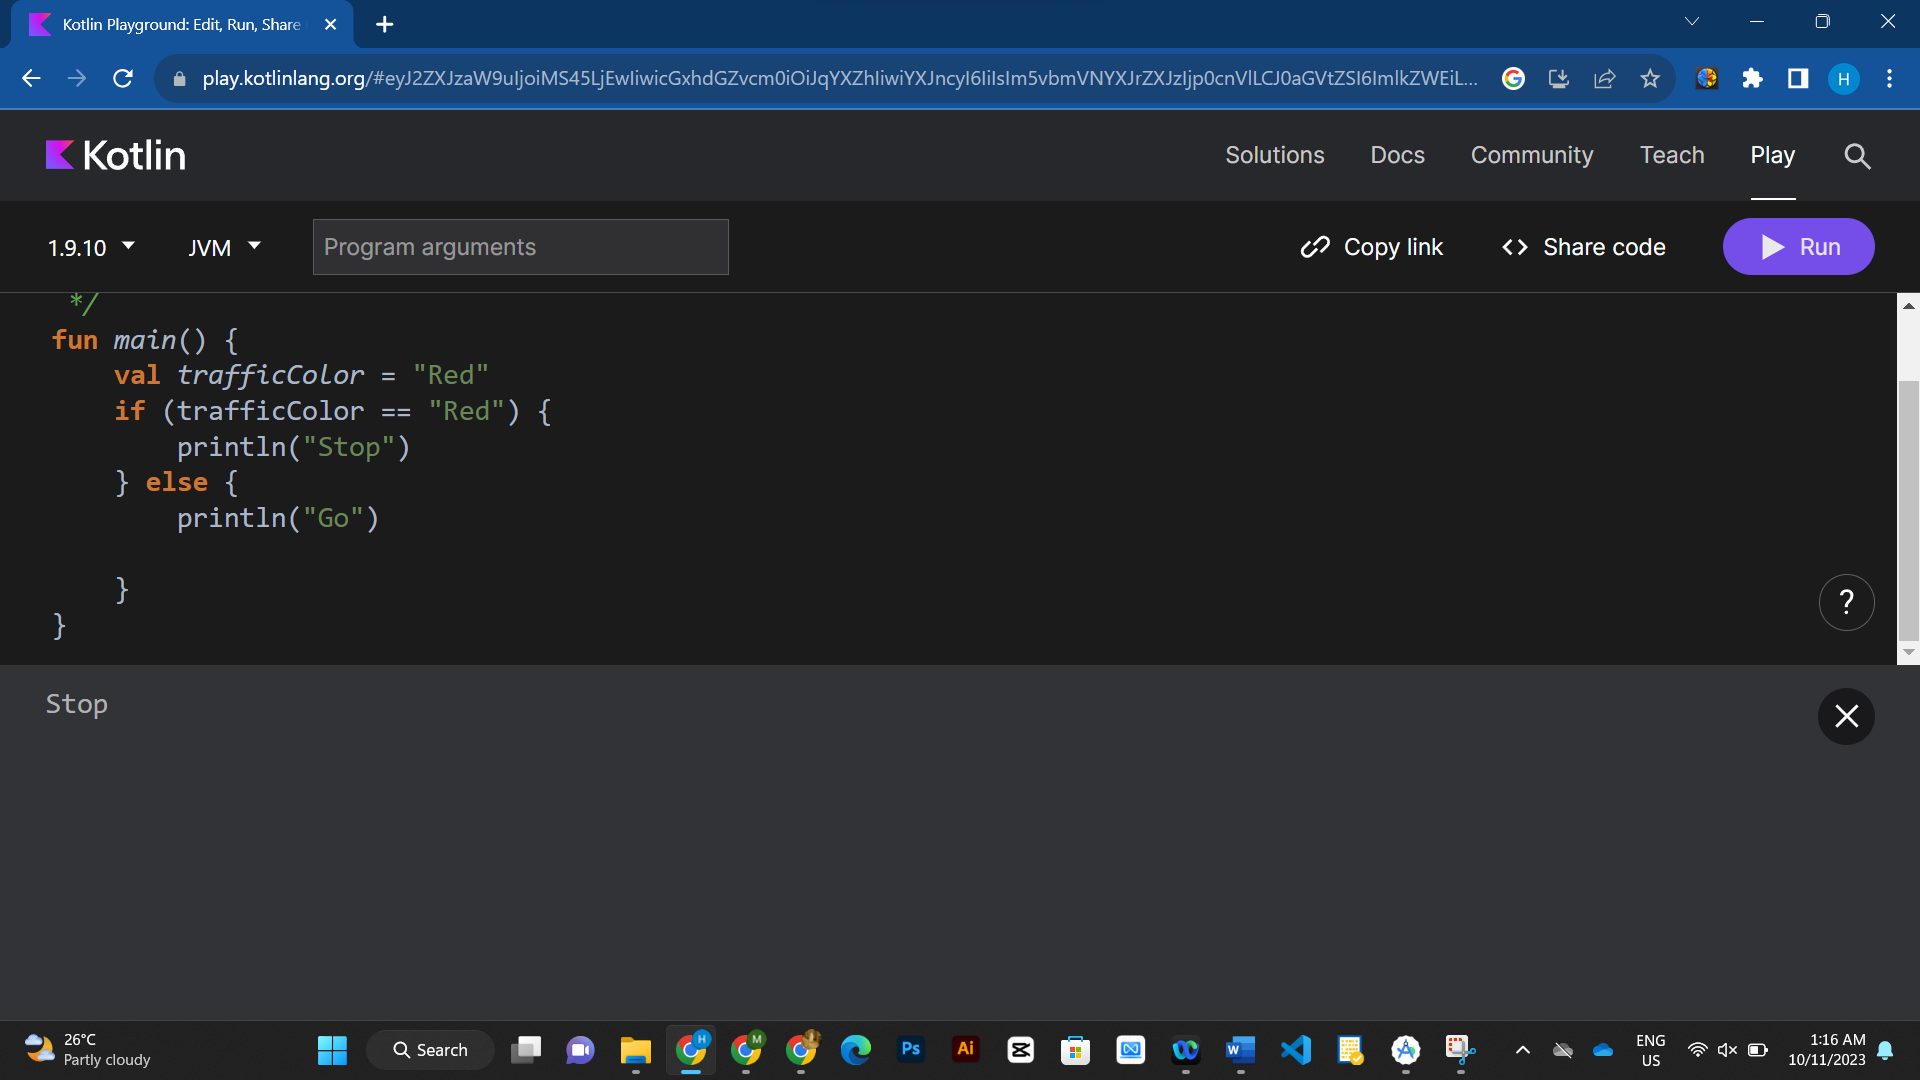 Kotlin Playground: Edit, Run, Share
play.kotlinlang.org/#eyJ2ZXJzaW9uIjoiMS45LjEwIiwicGxhdGZvcm0iOiJqYXZhIiwiYXJncyI6IiIsIm5vbmVNYXJrZXJzIjp0cnVlLCJ0aGVtZSI6ImlkZWEiL...
H
Kotlin
Solutions Docs Community Teach Play
1.9.10 JVM Program arguments Copy link Share code Run
*/
fun main() {
    val trafficColor = "Red"
    if (trafficColor == "Red") {
        println("Stop")
    } else {
        println("Go")
    }
}
?
Stop
26°C
Partly cloudy
Search
H
M
Ps
Ai
W
ENG
US
1:16 AM
10/11/2023